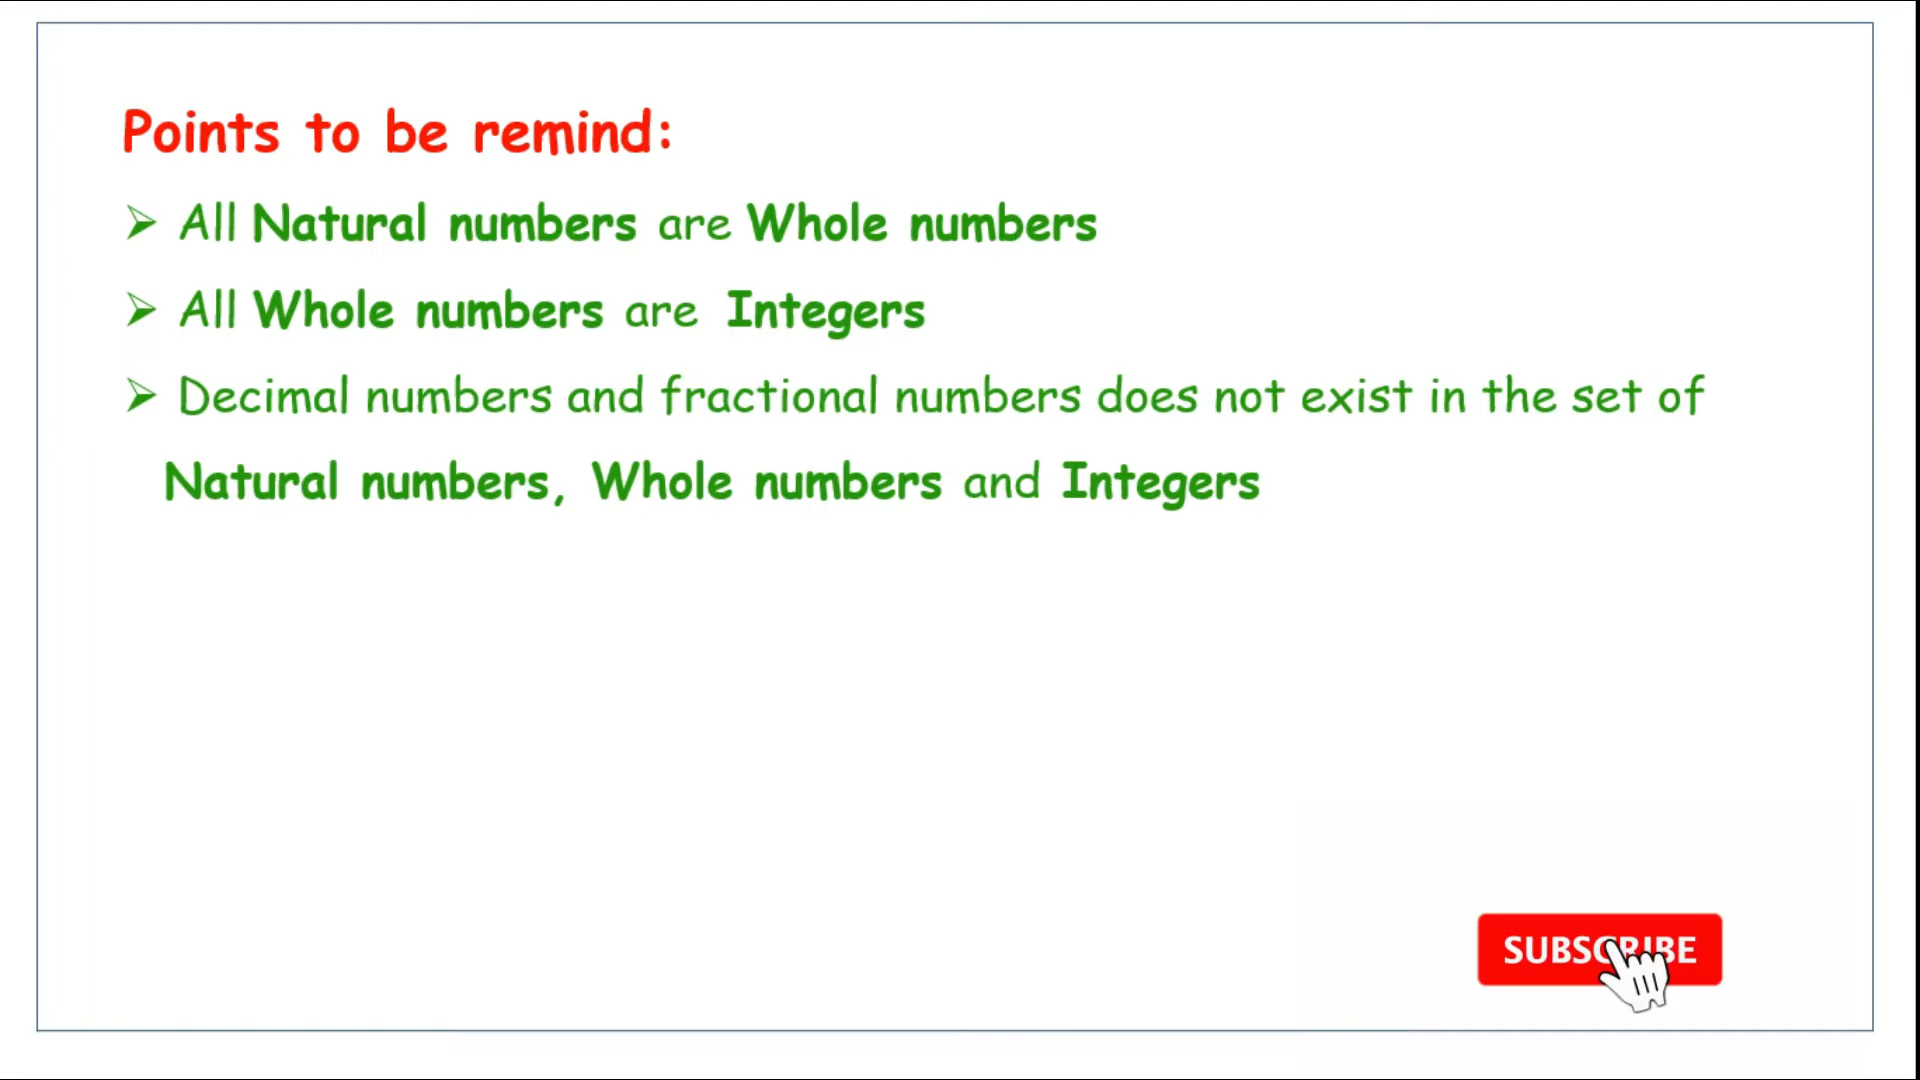 Points to be remind:
➢ All Natural numbers are Whole numbers
➢ All Whole numbers are Integers
➢ Decimal numbers and fractional numbers does not exist in the set of
Natural numbers, Whole numbers and Integers
SUBSCRIBE